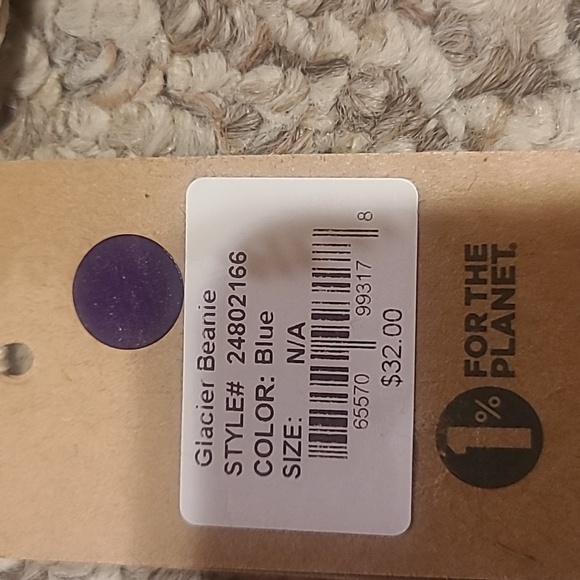 Glacier Beanie
STYLE# 24802166
COLOR: Blue
SIZE: N/A
65570 99317 8
$32.00
1% FOR THE
PLANET.